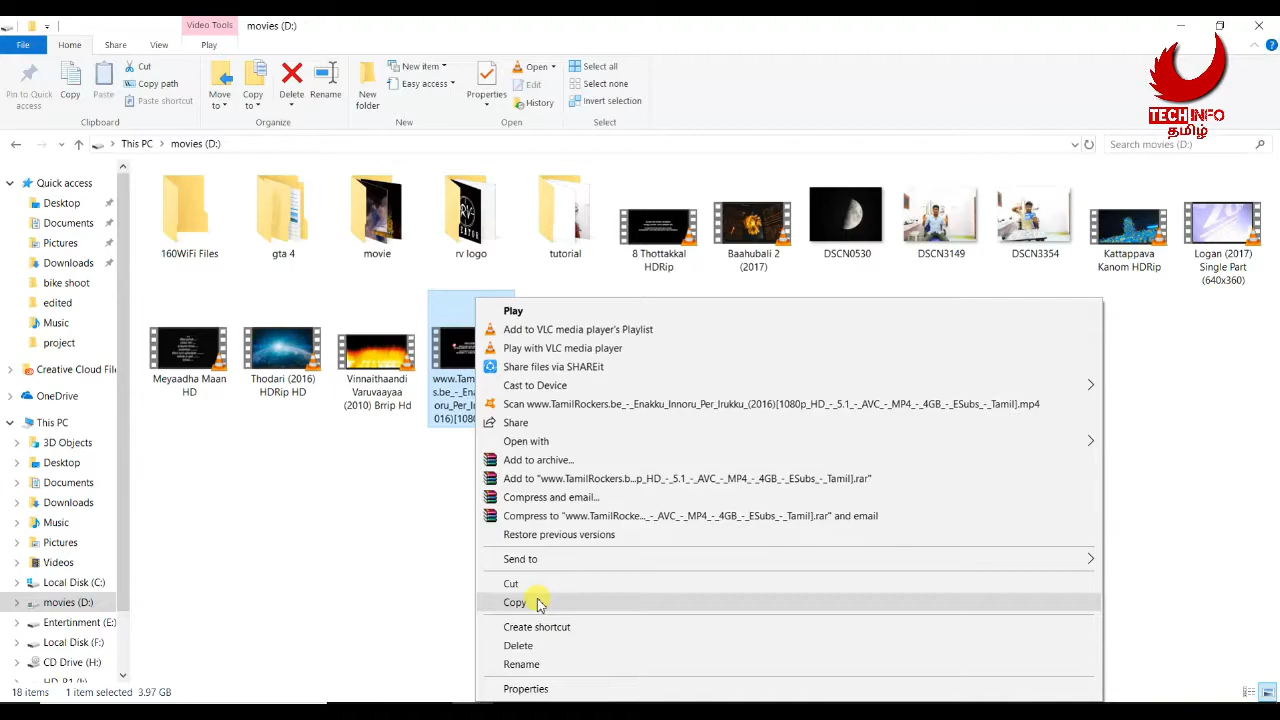 Video Tools
movies (D:)
File
Home
Share
View
Play
Pin to Quick
access
Copy
Paste
Cut
Copy path
Paste shortcut
Clipboard
Move
to
Copy
to
Delete
Rename
Organize
New
folder
New item
Easy access
New
Properties
Open
Edit
History
Open
Select all
Select none
Invert selection
Select
TECH INFO
தமிழ்
This PC
movies (D:)
Search movies (D:)
Quick access
Desktop
Documents
Pictures
Downloads
bike shoot
edited
Music
project
Creative Cloud File
OneDrive
This PC
3D Objects
Desktop
Documents
Downloads
Music
Pictures
Videos
Local Disk (C:)
movies (D:)
Entertinment (E:)
Local Disk (F:)
CD Drive (H:)
160WiFi Files
gta 4
movie
rv logo
tutorial
8 Thottakkal
HDRip
Baahubali 2
(2017)
DSCN0530
DSCN3149
DSCN3354
Kattappava
Kanom HDRip
Logan (2017)
Single Part
(640x360)
Meyaadha Maan
HD
Thodari (2016)
HDRip HD
Vinnaithaandi
Varuvaayaa
(2010) Brrip Hd
www.Tam
s.be_-_Ena
oru_Per_Ir
016)[1080p
Play
Add to VLC media player's Playlist
Play with VLC media player
Share files via SHAREit
Cast to Device
Scan www.TamilRockers.be_-_Enakku_Innoru_Per_Irukku_(2016)[1080p_HD_-_5.1_-_AVC_-_MP4_-_4GB_-_ESubs_-_Tamil].mp4
Share
Open with
Add to archive...
Add to "www.TamilRockers.b...p_HD_-_5.1_-_AVC_-_MP4_-_4GB_-_ESubs_-_Tamil].rar"
Compress and email...
Compress to "www.TamilRocke..._-_AVC_-_MP4_-_4GB_-_ESubs_-_Tamil].rar" and email
Restore previous versions
Send to
Cut
Copy
Create shortcut
Delete
Rename
Properties
18 items
1 item selected 3.97 GB